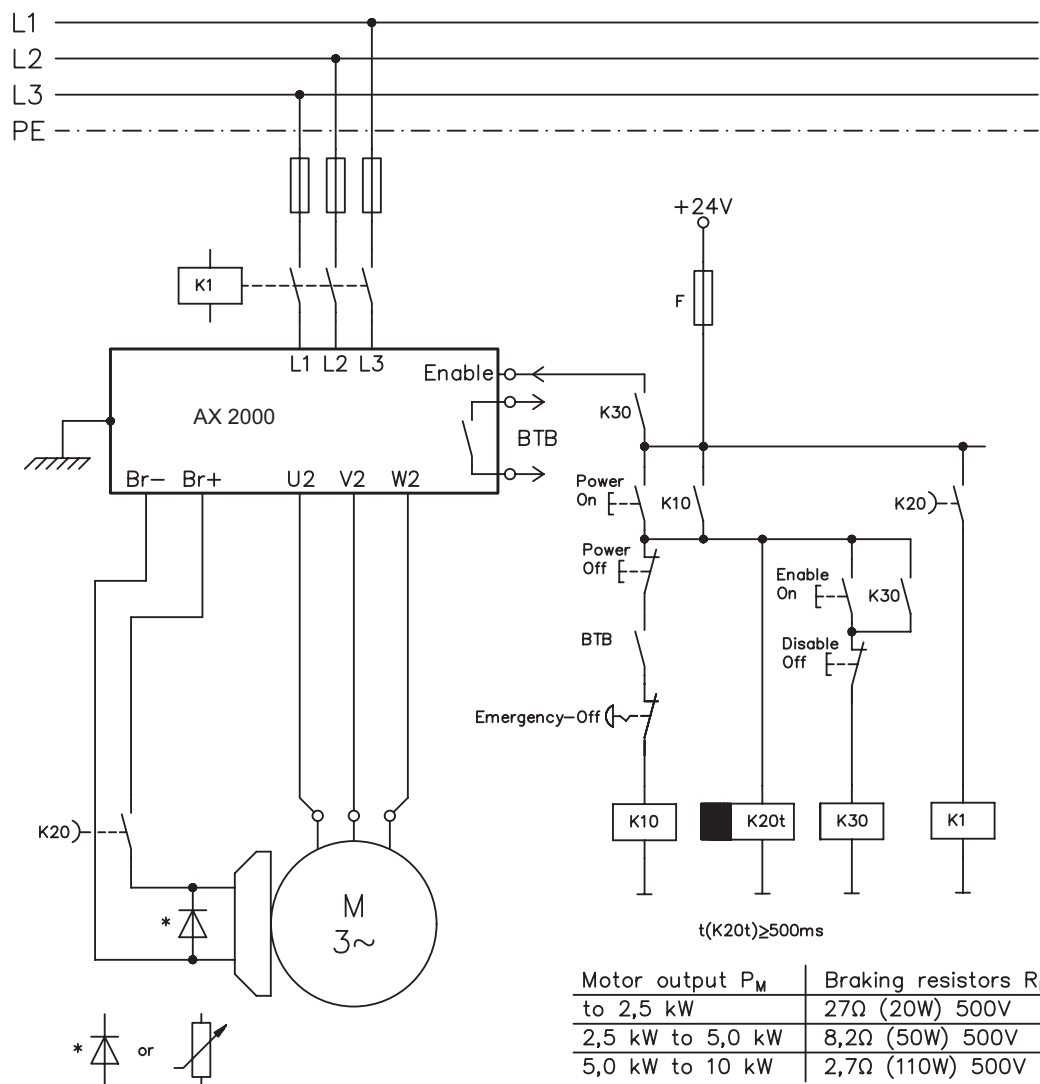 L1
L2
L3
PE
+24V
F
K1
L1 L2 L3
Enable
AX 2000
BTB
K30
Br- Br+ U2 V2 W2
Power
On
K10
K20
Power
Off
Enable
On
K30
BTB
Disable
Off
Emergency-Off
K10
K20t
K30
K1
K20
M
3~
*
t(K20t)≥500ms
Motor output PM Braking resistors R
to 2,5 kW 27Ω (20W) 500V
2,5 kW to 5,0 kW 8,2Ω (50W) 500V
5,0 kW to 10 kW 2,7Ω (110W) 500V
* or